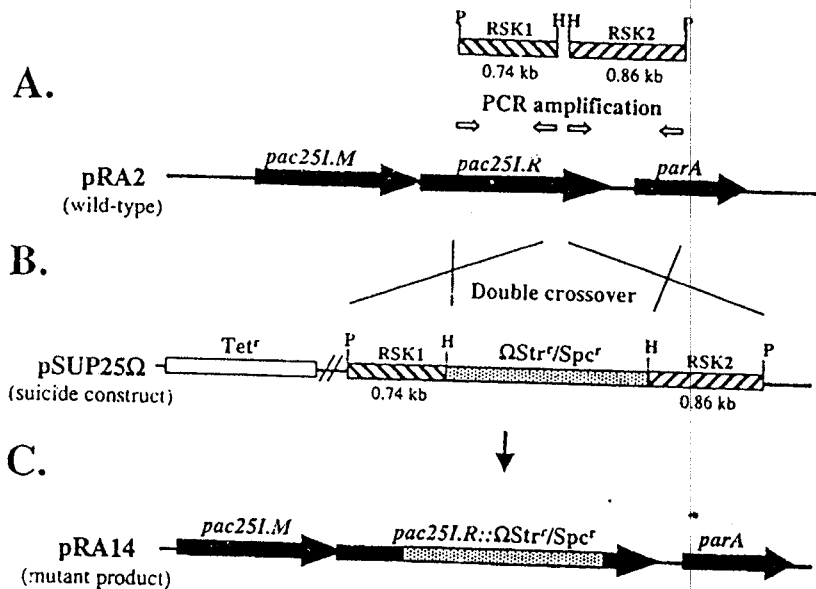 P RSK1 HH RSK2 P
0.74 kb 0.86 kb
A.
PCR amplification
pac25I.M pac25I.R parA
pRA2
(wild-type)
B.
Double crossover
P H H P
Tetʳ RSK1 ΩStrʳ/Spcʳ RSK2
pSUP25Ω
(suicide construct)
0.74 kb 0.86 kb
C.
pac25I.M pac25I.R::ΩStrʳ/Spcʳ parA
pRA14
(mutant product)